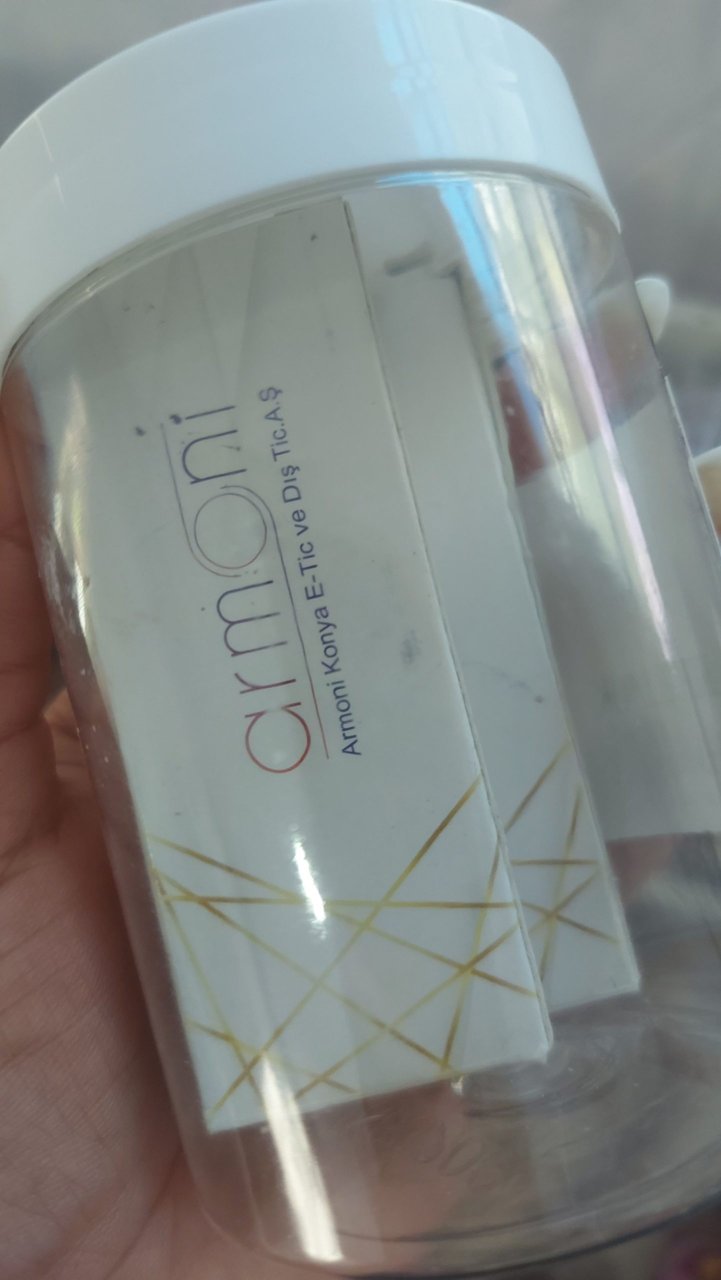 armoni
Armoni Konya E-Tic ve Dış Tic.A.Ş